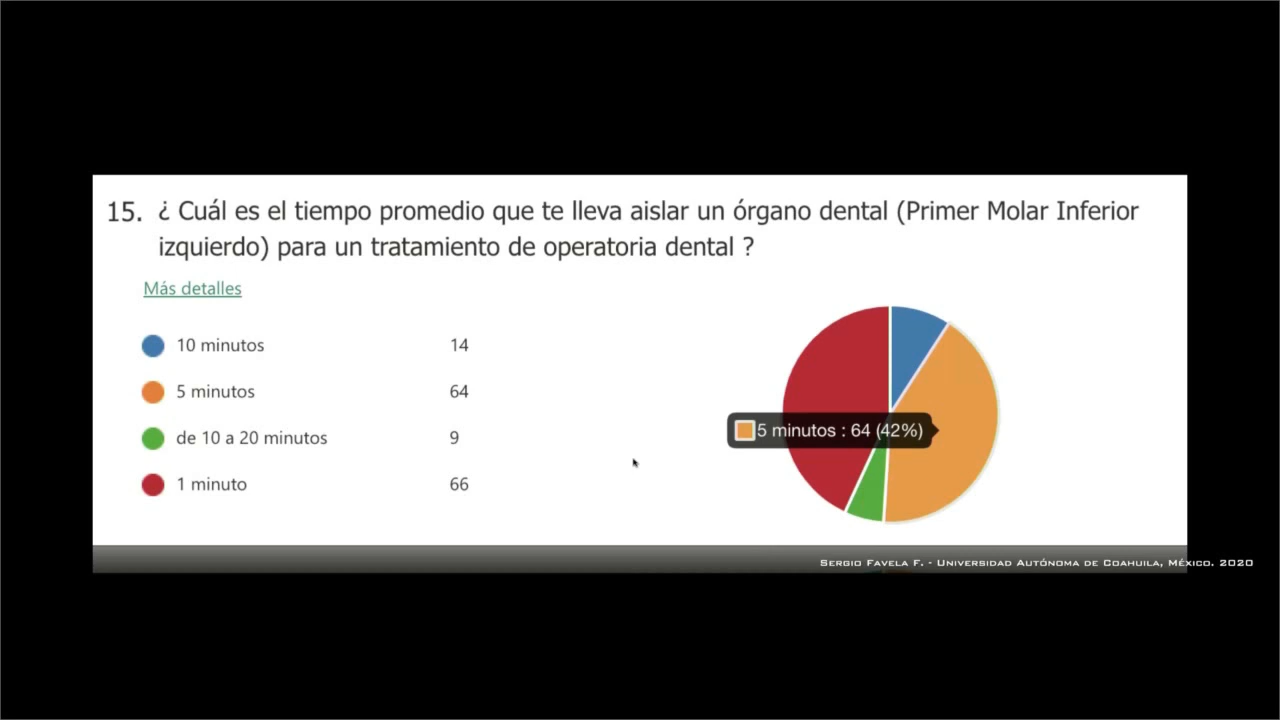 15. ¿ Cuál es el tiempo promedio que te lleva aislar un órgano dental (Primer Molar Inferior
izquierdo) para un tratamiento de operatoria dental ?
Más detalles
10 minutos 14
5 minutos 64
de 10 a 20 minutos 9
1 minuto 66
5 minutos : 64 (42%)
Sergio Favela F. - Universidad Autónoma de Coahuila, México. 2020